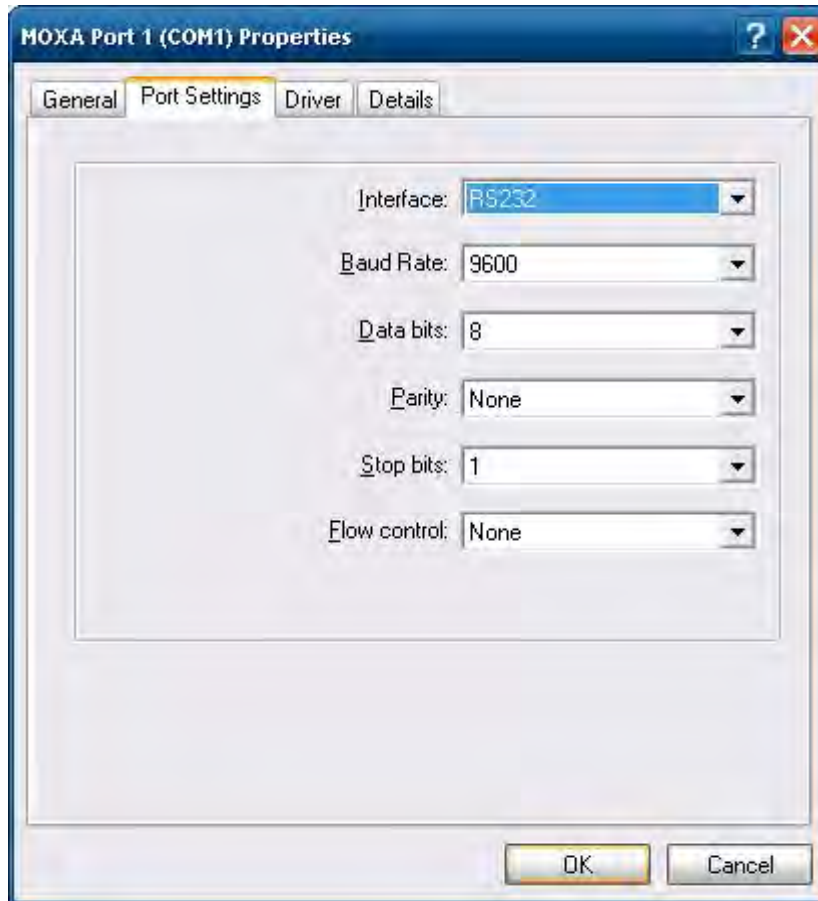 MOXA Port 1 (COM1) Properties
?
General Port Settings Driver Details
Interface: RS232
Baud Rate: 9600
Data bits: 8
Parity: None
Stop bits: 1
Flow control: None
OK Cancel